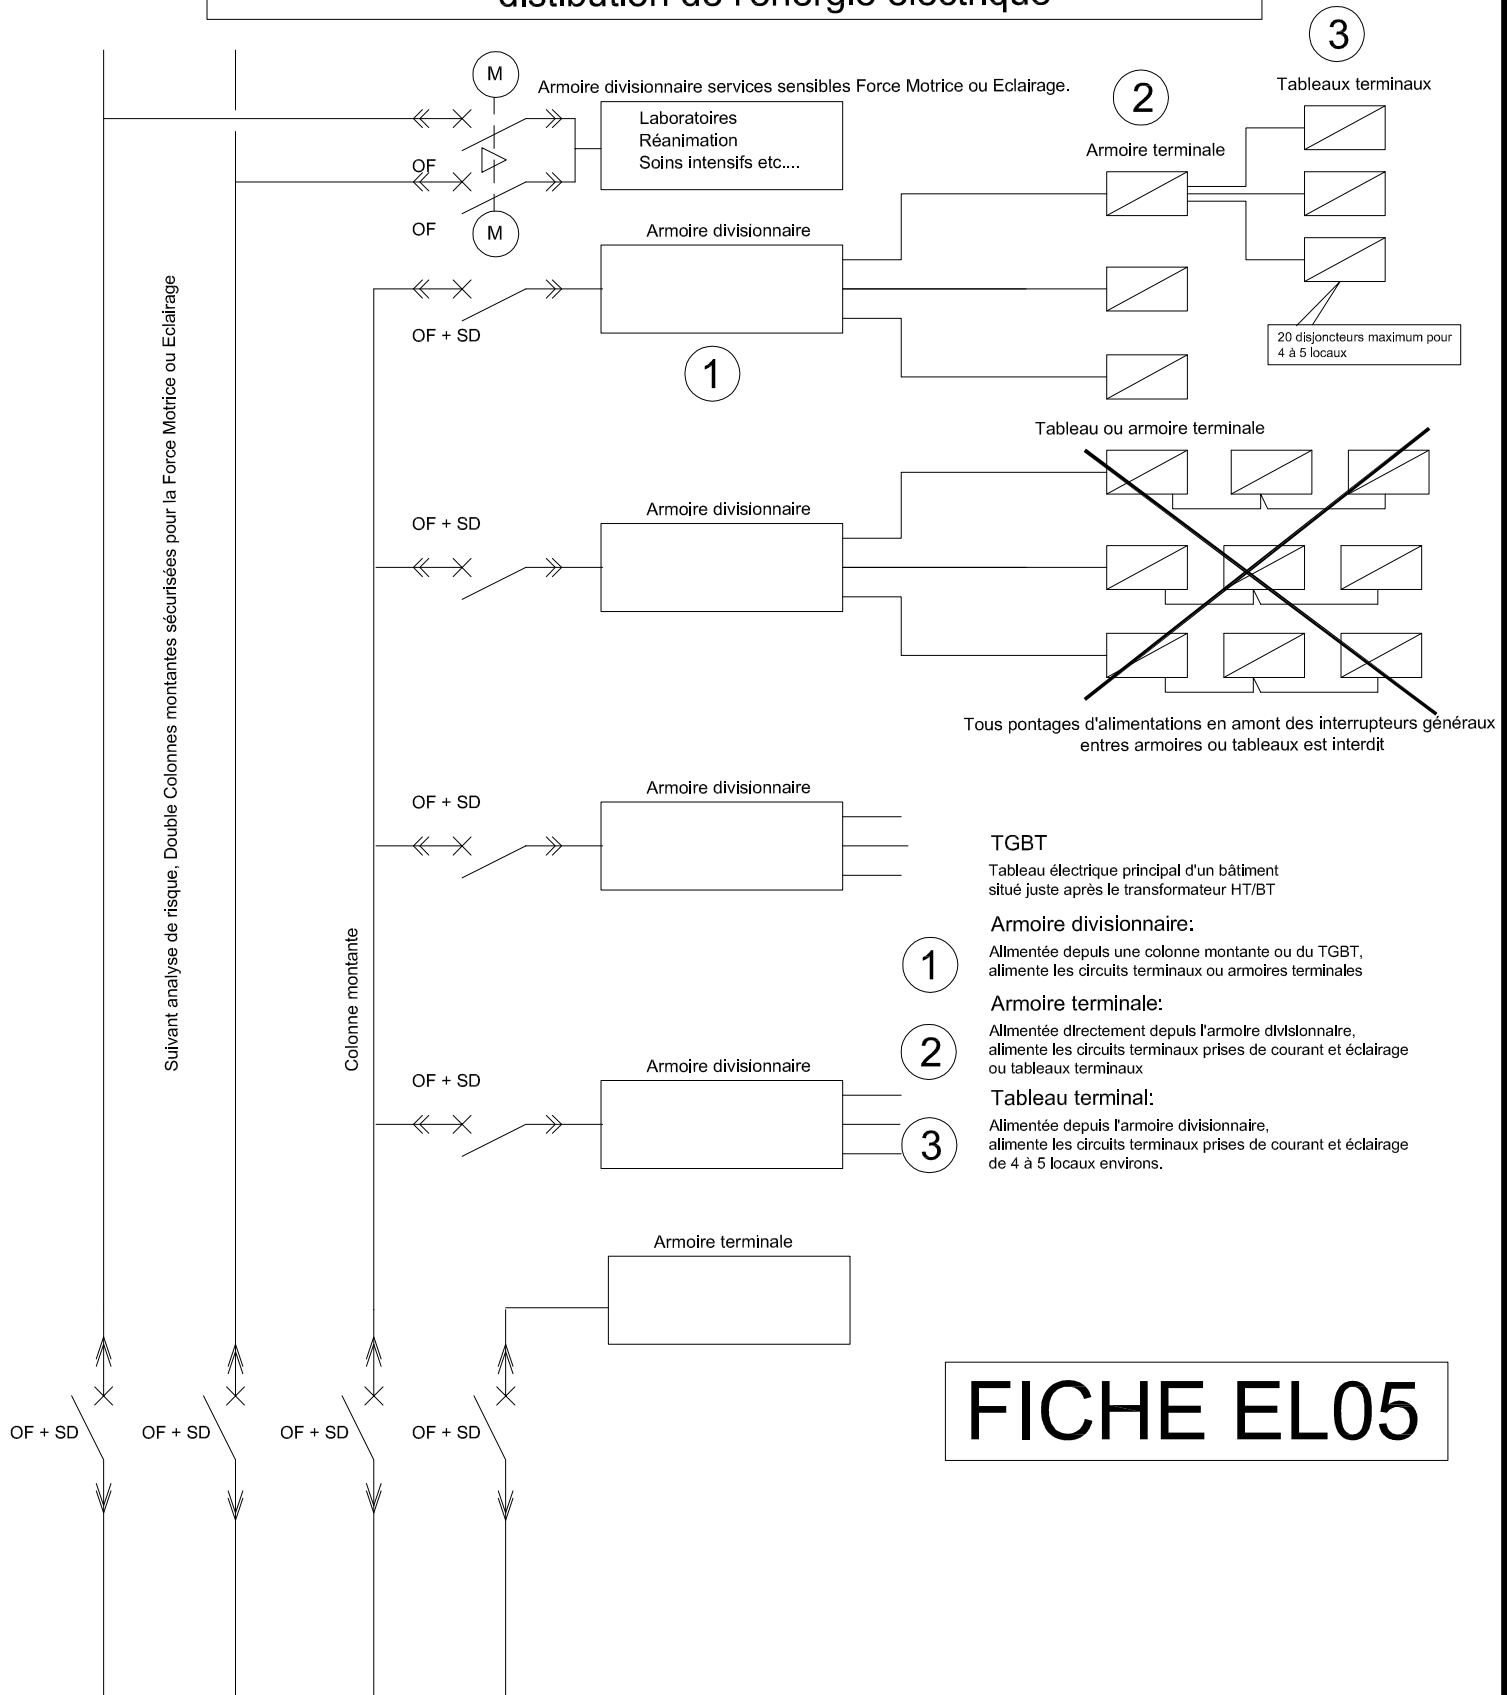 distibution de l'énergie électrique
3
Tableaux terminaux
M
Armoire divisionnaire services sensibles Force Motrice ou Eclairage.
2
Laboratoires
Réanimation
Soins intensifs etc....
Armoire terminale
OF
OF
M
Armoire divisionnaire
OF + SD
1
20 disjoncteurs maximum pour
4 à 5 locaux
Suivant analyse de risque, Double Colonnes montantes sécurisées pour la Force Motrice ou Eclairage
Tableau ou armoire terminale
OF + SD
Armoire divisionnaire
Tous pontages d'alimentations en amont des interrupteurs généraux
entres armoires ou tableaux est interdit
OF + SD
Armoire divisionnaire
Colonne montante
TGBT
Tableau électrique principal d'un bâtiment
situé juste après le transformateur HT/BT
1
Armoire divisionnaire:
Alimentée depuis une colonne montante ou du TGBT,
alimente les circuits terminaux ou armoires terminales
2
Armoire terminale:
Alimentée directement depuis l'armoire divisionnaire,
alimente les circuits terminaux prises de courant et éclairage
ou tableaux terminaux
OF + SD
Armoire divisionnaire
3
Tableau terminal:
Alimentée depuis l'armoire divisionnaire,
alimente les circuits terminaux prises de courant et éclairage
de 4 à 5 locaux environs.
Armoire terminale
OF + SD
OF + SD
OF + SD
OF + SD
FICHE EL05